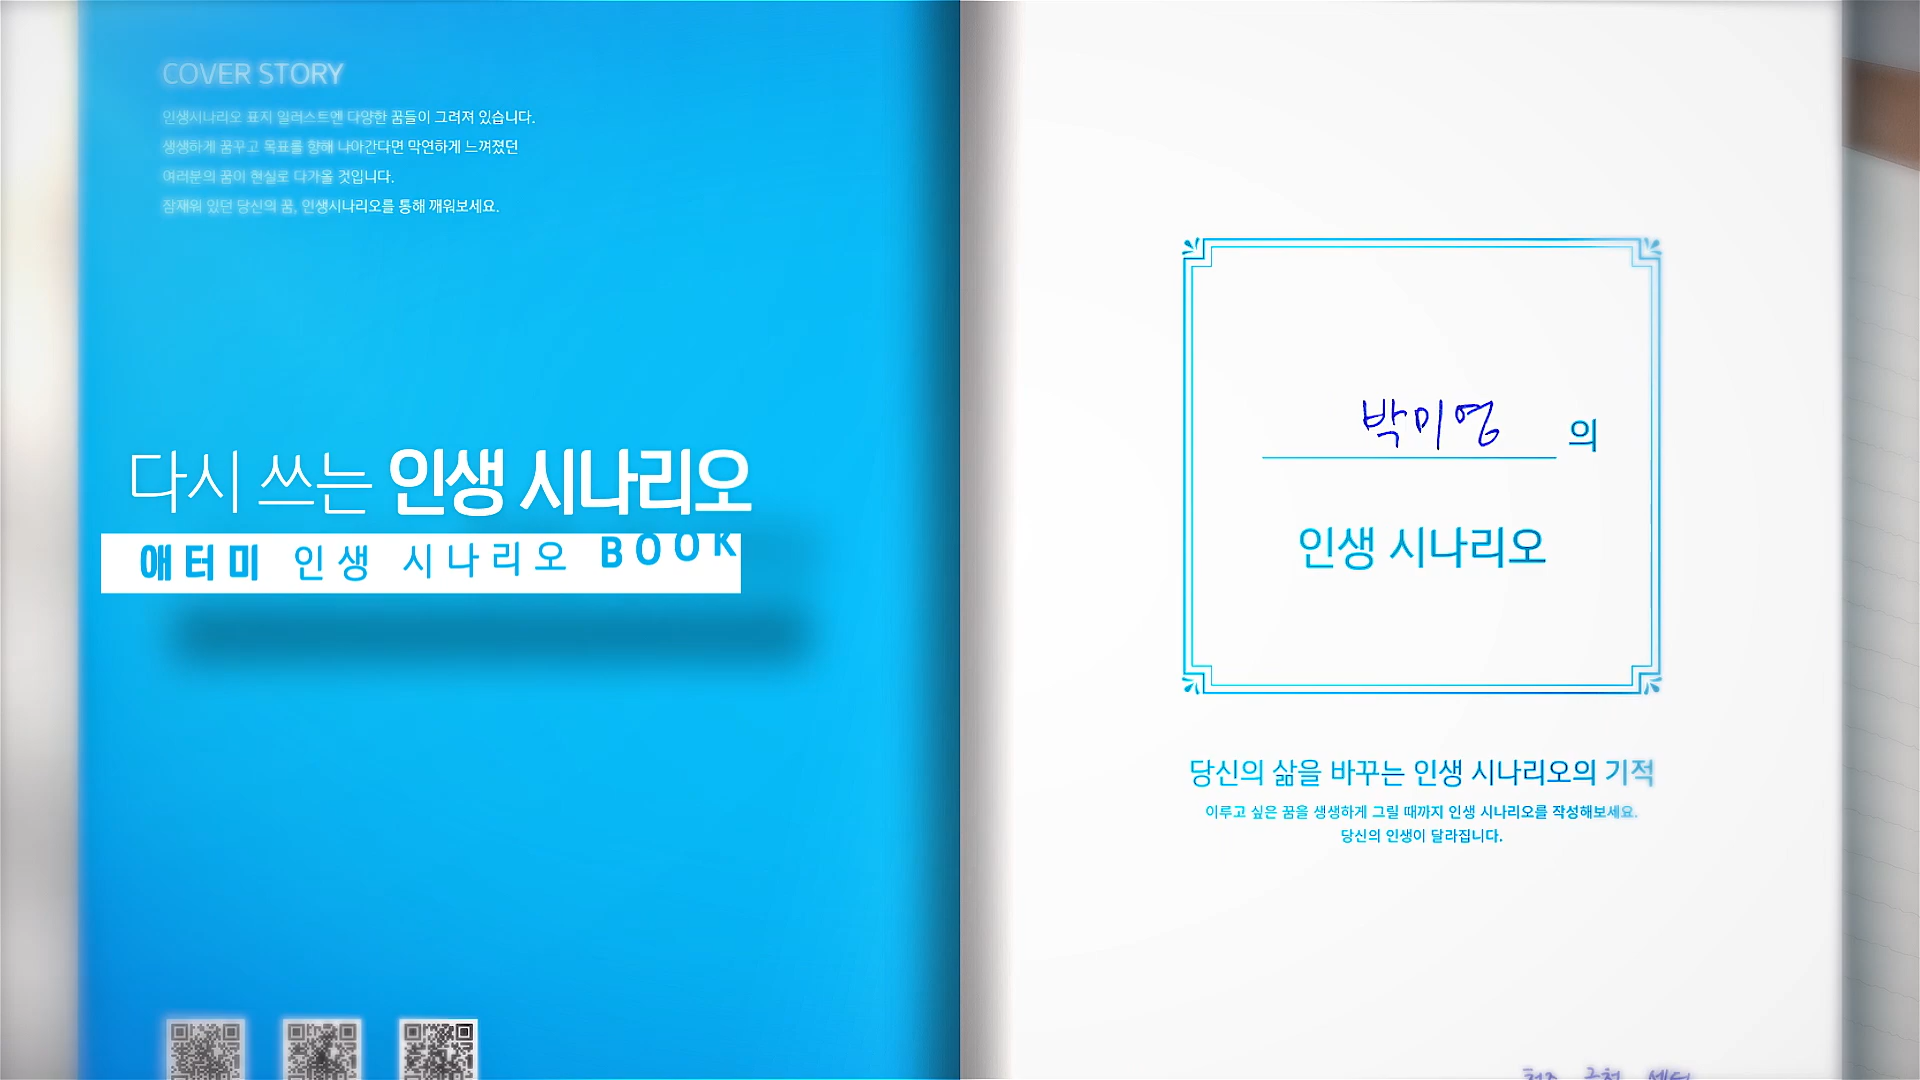 COVER STORY
인생시나리오 표지 일러스트엔 다양한 꿈들이 그려져 있습니다.
생생하게 꿈꾸고 목표를 향해 나아간다면 막연하게 느껴졌던
여러분의 꿈이 현실로 다가올 것입니다.
잠재워 있던 당신의 꿈, 인생시나리오를 통해 깨워보세요.
다시 쓰는 인생 시나리오
애터미 인생 시나리오 BOOK
박미영 의
인생 시나리오
당신의 삶을 바꾸는 인생 시나리오의 기적
이루고 싶은 꿈을 생생하게 그릴 때까지 인생 시나리오를 작성해보세요.
당신의 인생이 달라집니다.